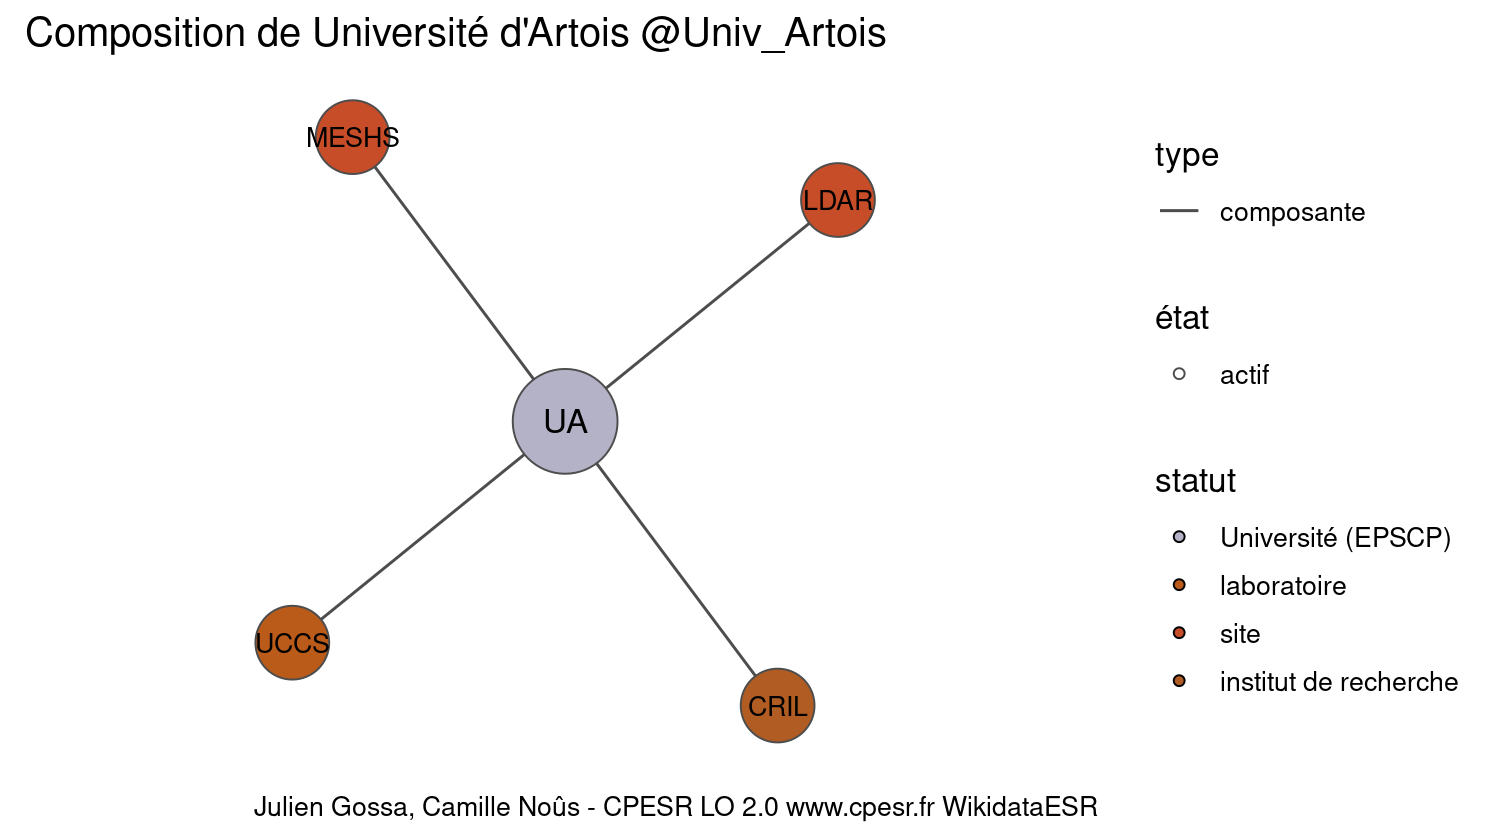 Composition de Université d'Artois @Univ_Artois
MESHS
LDAR
UA
UCCS
CRIL
type
composante
état
actif
statut
Université (EPSCP)
laboratoire
site
institut de recherche
Julien Gossa, Camille Noûs - CPESR LO 2.0 www.cpesr.fr WikidataESR